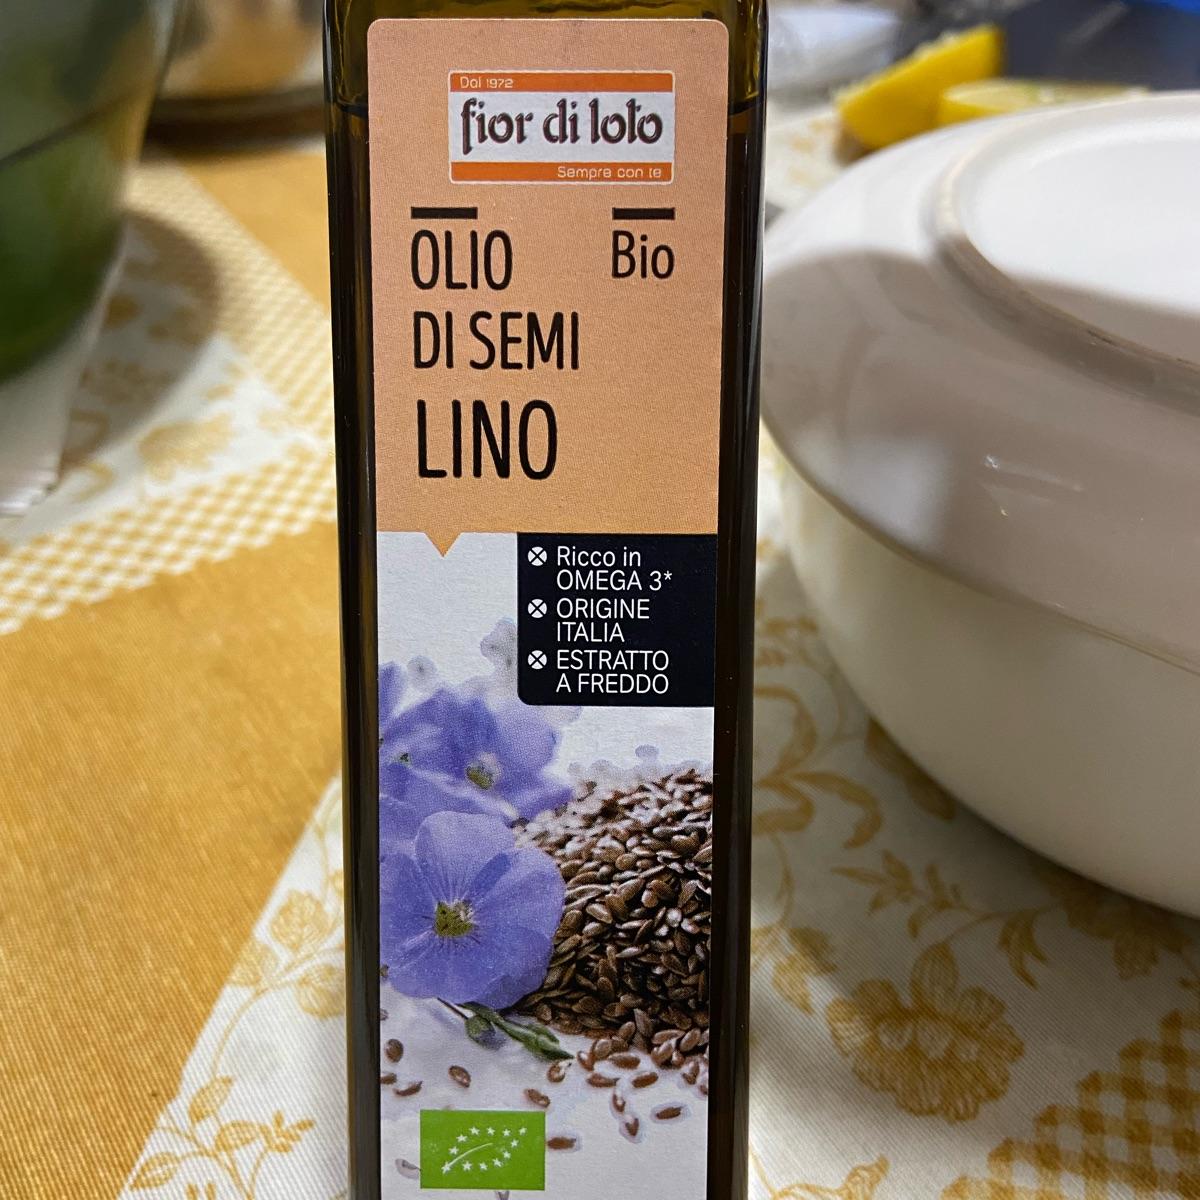 Dal 1972
fior di loto
Sempre con te
OLIO
DI SEMI
LINO
Bio
Ricco in
OMEGA 3*
ORIGINE
ITALIA
ESTRATTO
A FREDDO